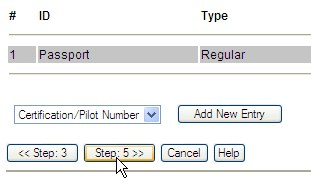 # ID Type
1 Passport Regular
Certification/Pilot Number Add New Entry
<< Step: 3 Step: 5 >> Cancel Help